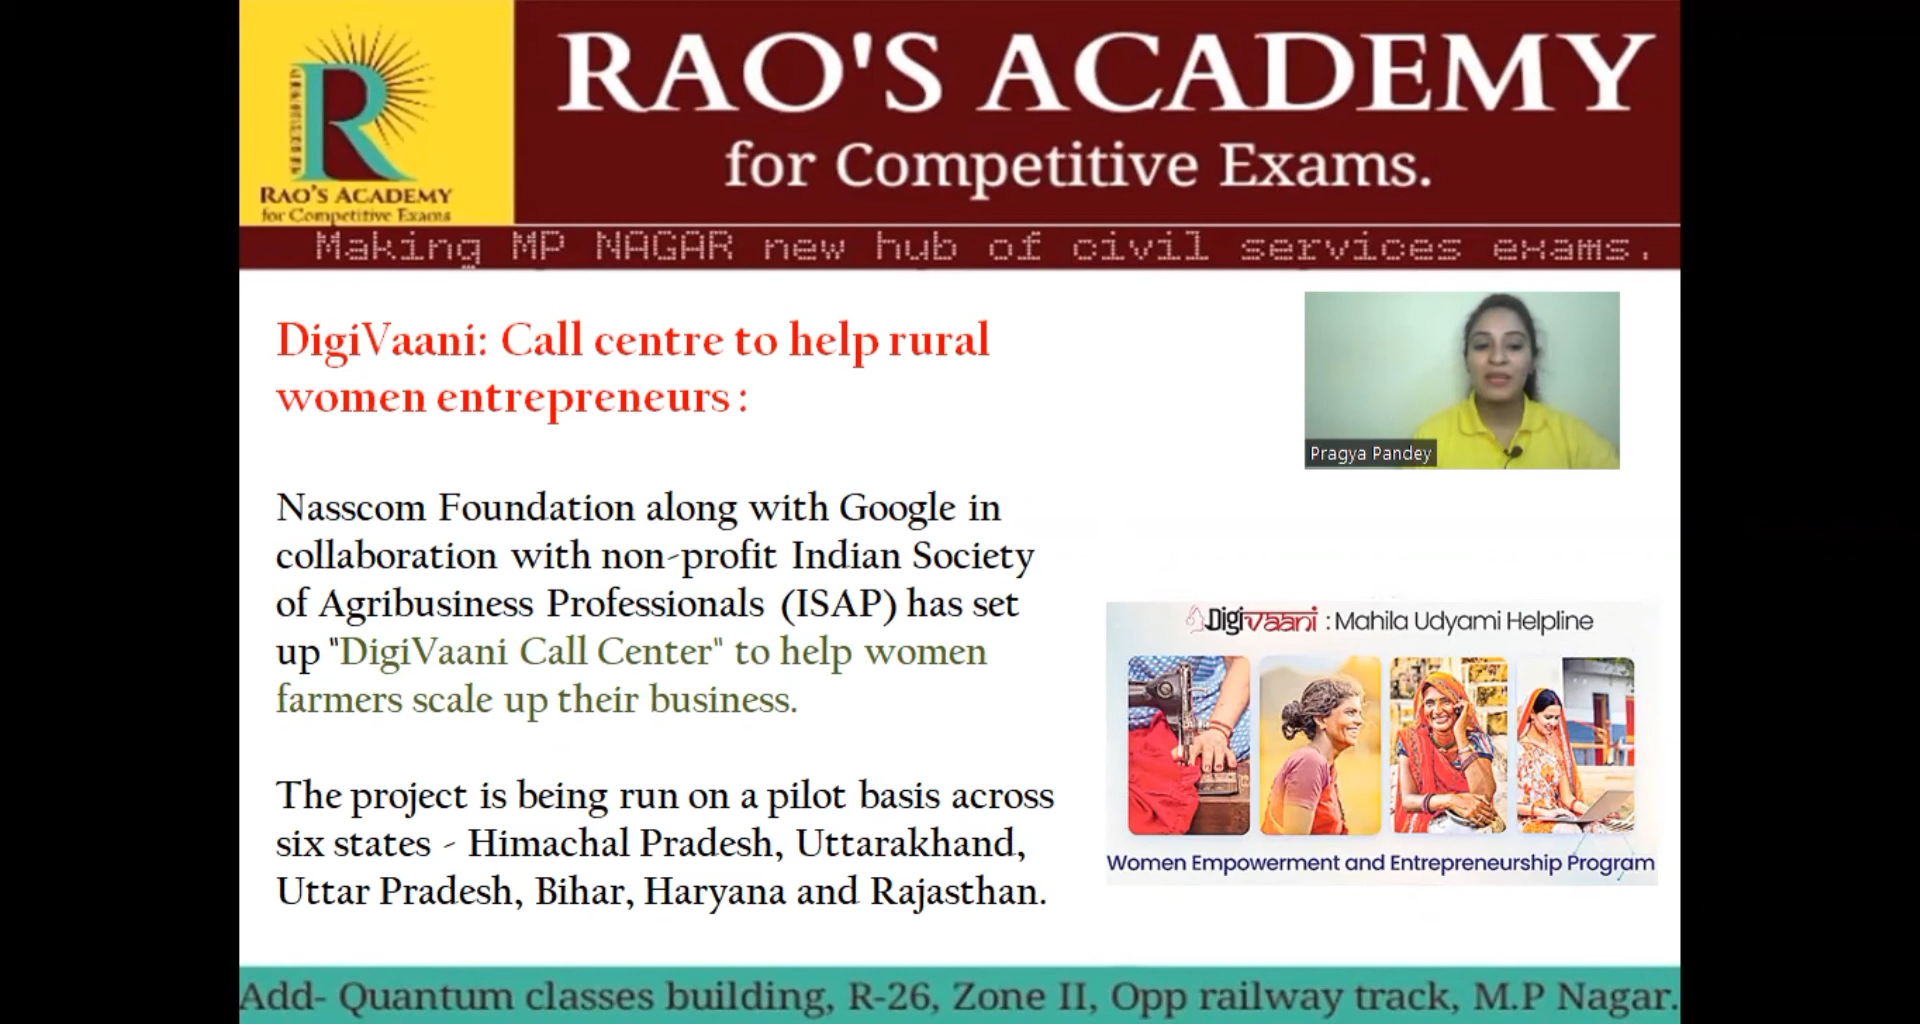 RAO'S ACADEMY
for Competitive Exams
RAO'S ACADEMY
for Competitive Exams.
Making MP NAGAR new hub of civil services exams.
DigiVaani: Call centre to help rural
women entrepreneurs :
Pragya Pandey
Nasscom Foundation along with Google in
collaboration with non-profit Indian Society
of Agribusiness Professionals (ISAP) has set
up "DigiVaani Call Center" to help women
farmers scale up their business.
The project is being run on a pilot basis across
six states - Himachal Pradesh, Uttarakhand,
Uttar Pradesh, Bihar, Haryana and Rajasthan.
Digivaani : Mahila Udyami Helpline
Women Empowerment and Entrepreneurship Program
Add- Quantum classes building, R-26, Zone II, Opp railway track, M.P Nagar.